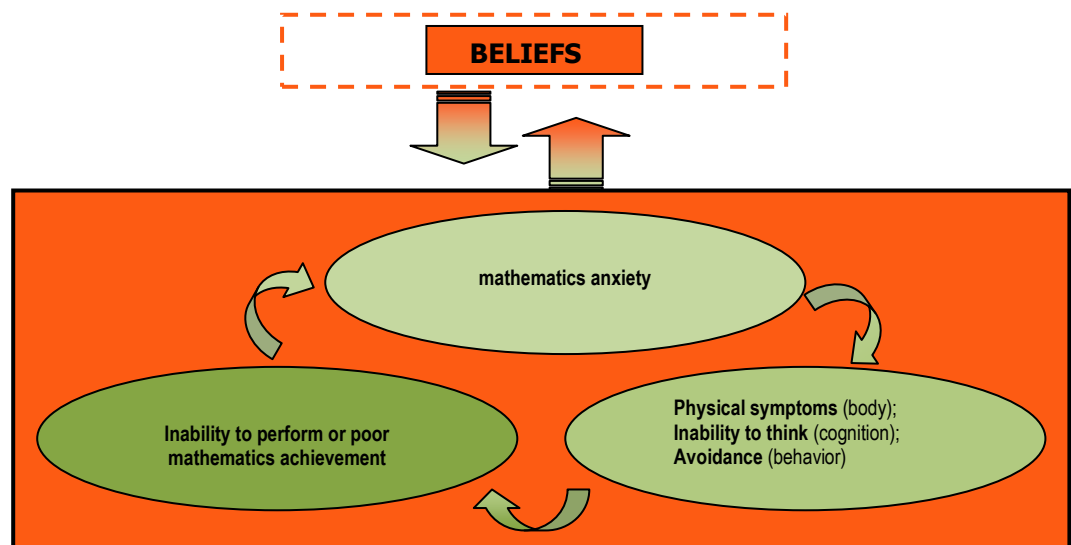 BELIEFS
mathematics anxiety
Inability to perform or poor
mathematics achievement
Physical symptoms (body);
Inability to think (cognition);
Avoidance (behavior)